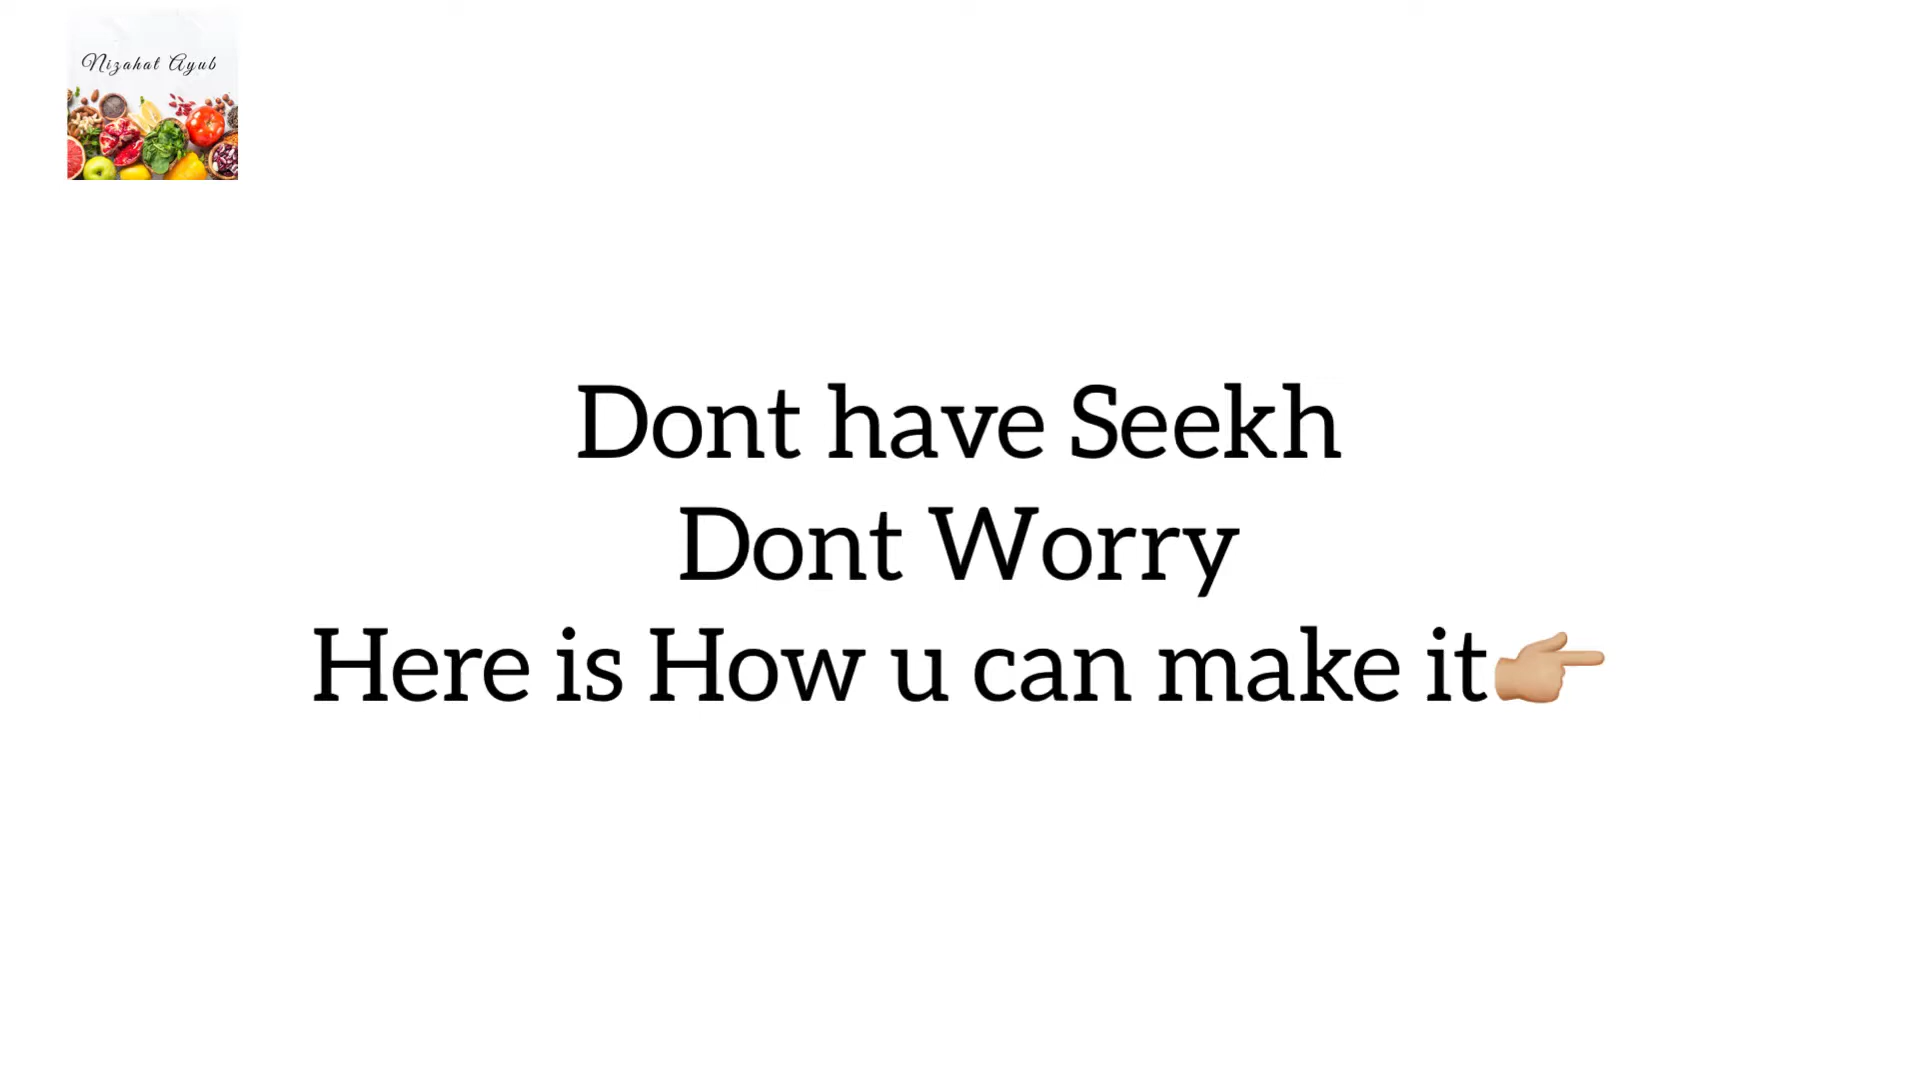 Nizahat Ayub
Dont have Seekh
Dont Worry
Here is How u can make it👉🏼